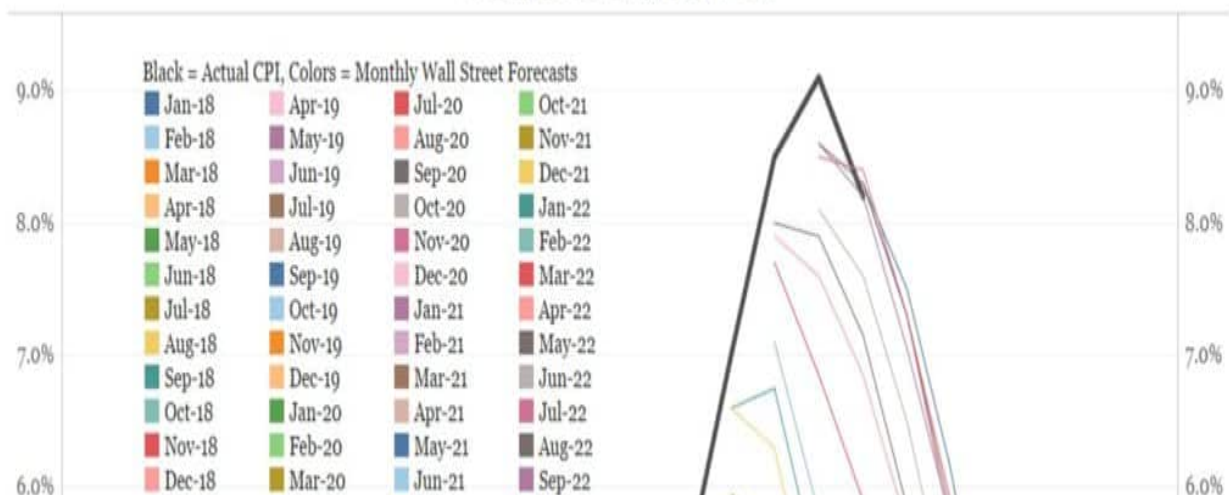 Black = Actual CPI, Colors = Monthly Wall Street Forecasts
9.0% 9.0%
Jan-18 Apr-19 Jul-20 Oct-21
Feb-18 May-19 Aug-20 Nov-21
Mar-18 Jun-19 Sep-20 Dec-21
Apr-18 Jul-19 Oct-20 Jan-22
8.0% 8.0%
May-18 Aug-19 Nov-20 Feb-22
Jun-18 Sep-19 Dec-20 Mar-22
Jul-18 Oct-19 Jan-21 Apr-22
Aug-18 Nov-19 Feb-21 May-22
7.0% 7.0%
Sep-18 Dec-19 Mar-21 Jun-22
Oct-18 Jan-20 Apr-21 Jul-22
Nov-18 Feb-20 May-21 Aug-22
Dec-18 Mar-20 Jun-21 Sep-22
6.0% 6.0%